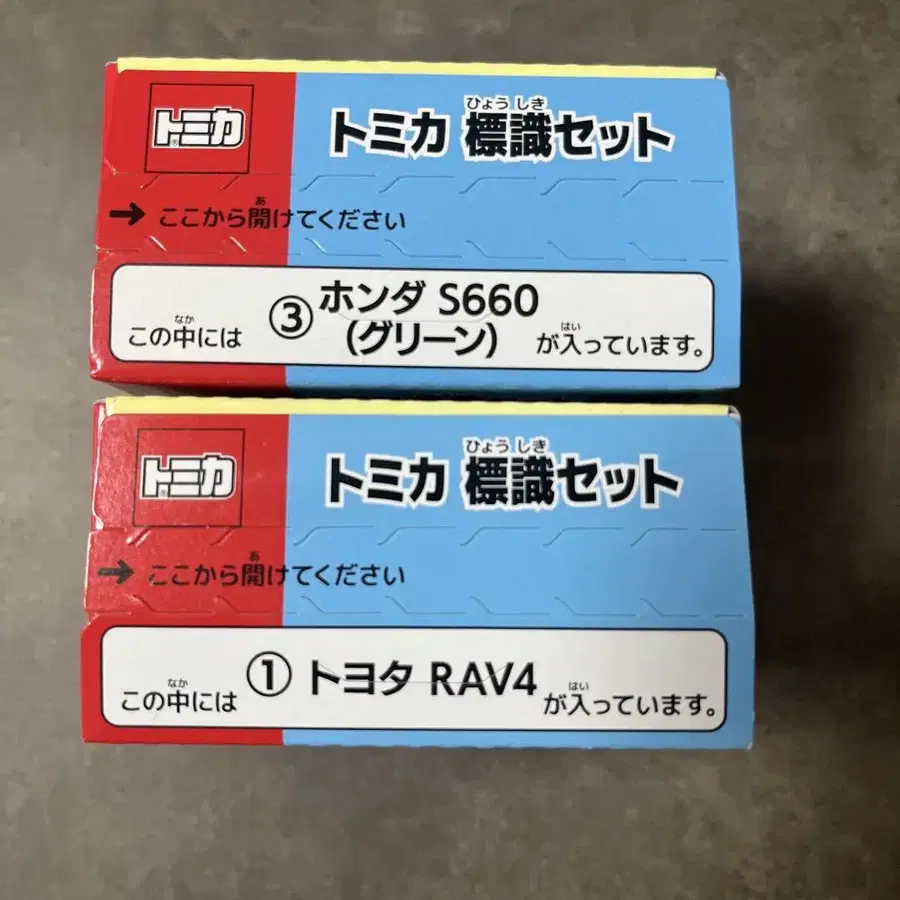 トミカ
ひょうしき
トミカ 標識セット
あ
→ ここから開けてください
③ ホンダ S660
(グリーン)
なか
この中には
はい
が入っています。
トミカ
ひょうしき
トミカ 標識セット
あ
→ ここから開けてください
① トヨタ RAV4
なか
この中には
はい
が入っています。